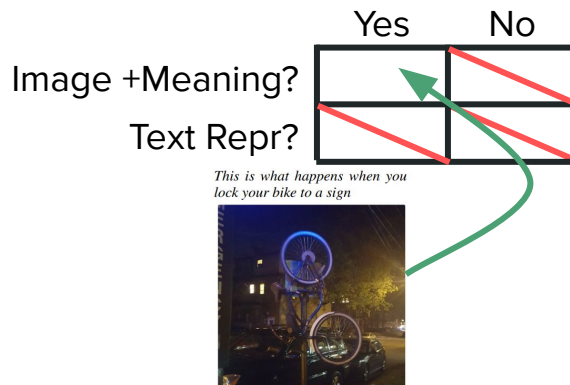 Yes No
Image +Meaning?
Text Repr?
This is what happens when you
lock your bike to a sign